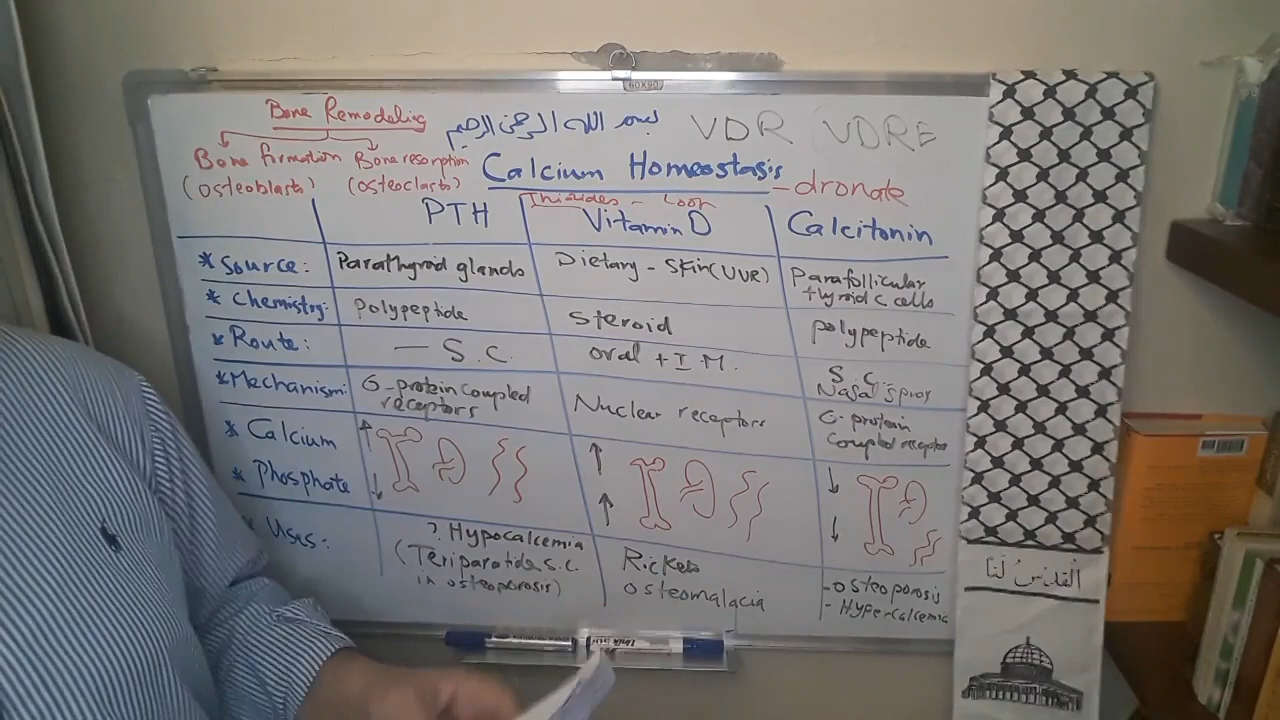 60X90
Bone Remodeling
بسم الله الرحمن الرحيم
VDR VDRE
Bone formation
(osteoblasts)
Bone resorption
(osteoclasts)
Calcium Homeostasis
-dronate
Thiazides - Loop
PTH Vitamin D Calcitonin
* Source: Parathyroid glands Dietary - Skin (UVR) Parafollicular
thyroid C cells
* Chemistry: Polypeptide Steroid polypeptide
* Route: — S.C. oral + I.M. S.C.
Nasal spray
* Mechanism: G-protein coupled
receptors
Nuclear receptors
G-protein
Coupled receptor
* Calcium ↑ ↑ ↓
* Phosphate ↓ ↑ ↓
* Uses: ? Hypocalcemia
(Teriparatide s.c.
in osteoporosis)
Rickets
osteomalacia
-osteoporosis
- Hypercalcemia
القدس لنا